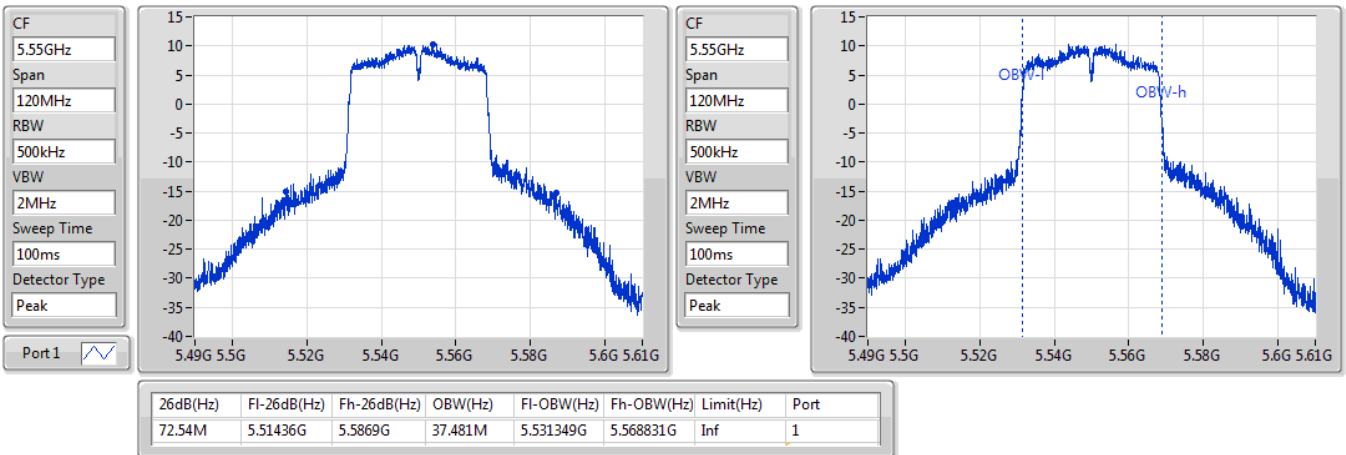 CF
5.55GHz
Span
120MHz
RBW
500kHz
VBW
2MHz
Sweep Time
100ms
Detector Type
Peak
Port 1
15
10
5
0
-5
-10
-15
-20
-25
-30
-35
-40
5.49G 5.5G 5.52G 5.54G 5.56G 5.58G 5.6G 5.61G
CF
5.55GHz
Span
120MHz
RBW
500kHz
VBW
2MHz
Sweep Time
100ms
Detector Type
Peak
15
10
5
0
-5
-10
-15
-20
-25
-30
-35
-40
OBW-l
OBW-h
5.49G 5.5G 5.52G 5.54G 5.56G 5.58G 5.6G 5.61G
26dB(Hz) Fl-26dB(Hz) Fh-26dB(Hz) OBW(Hz) Fl-OBW(Hz) Fh-OBW(Hz) Limit(Hz) Port
72.54M 5.51436G 5.5869G 37.481M 5.531349G 5.568831G Inf 1